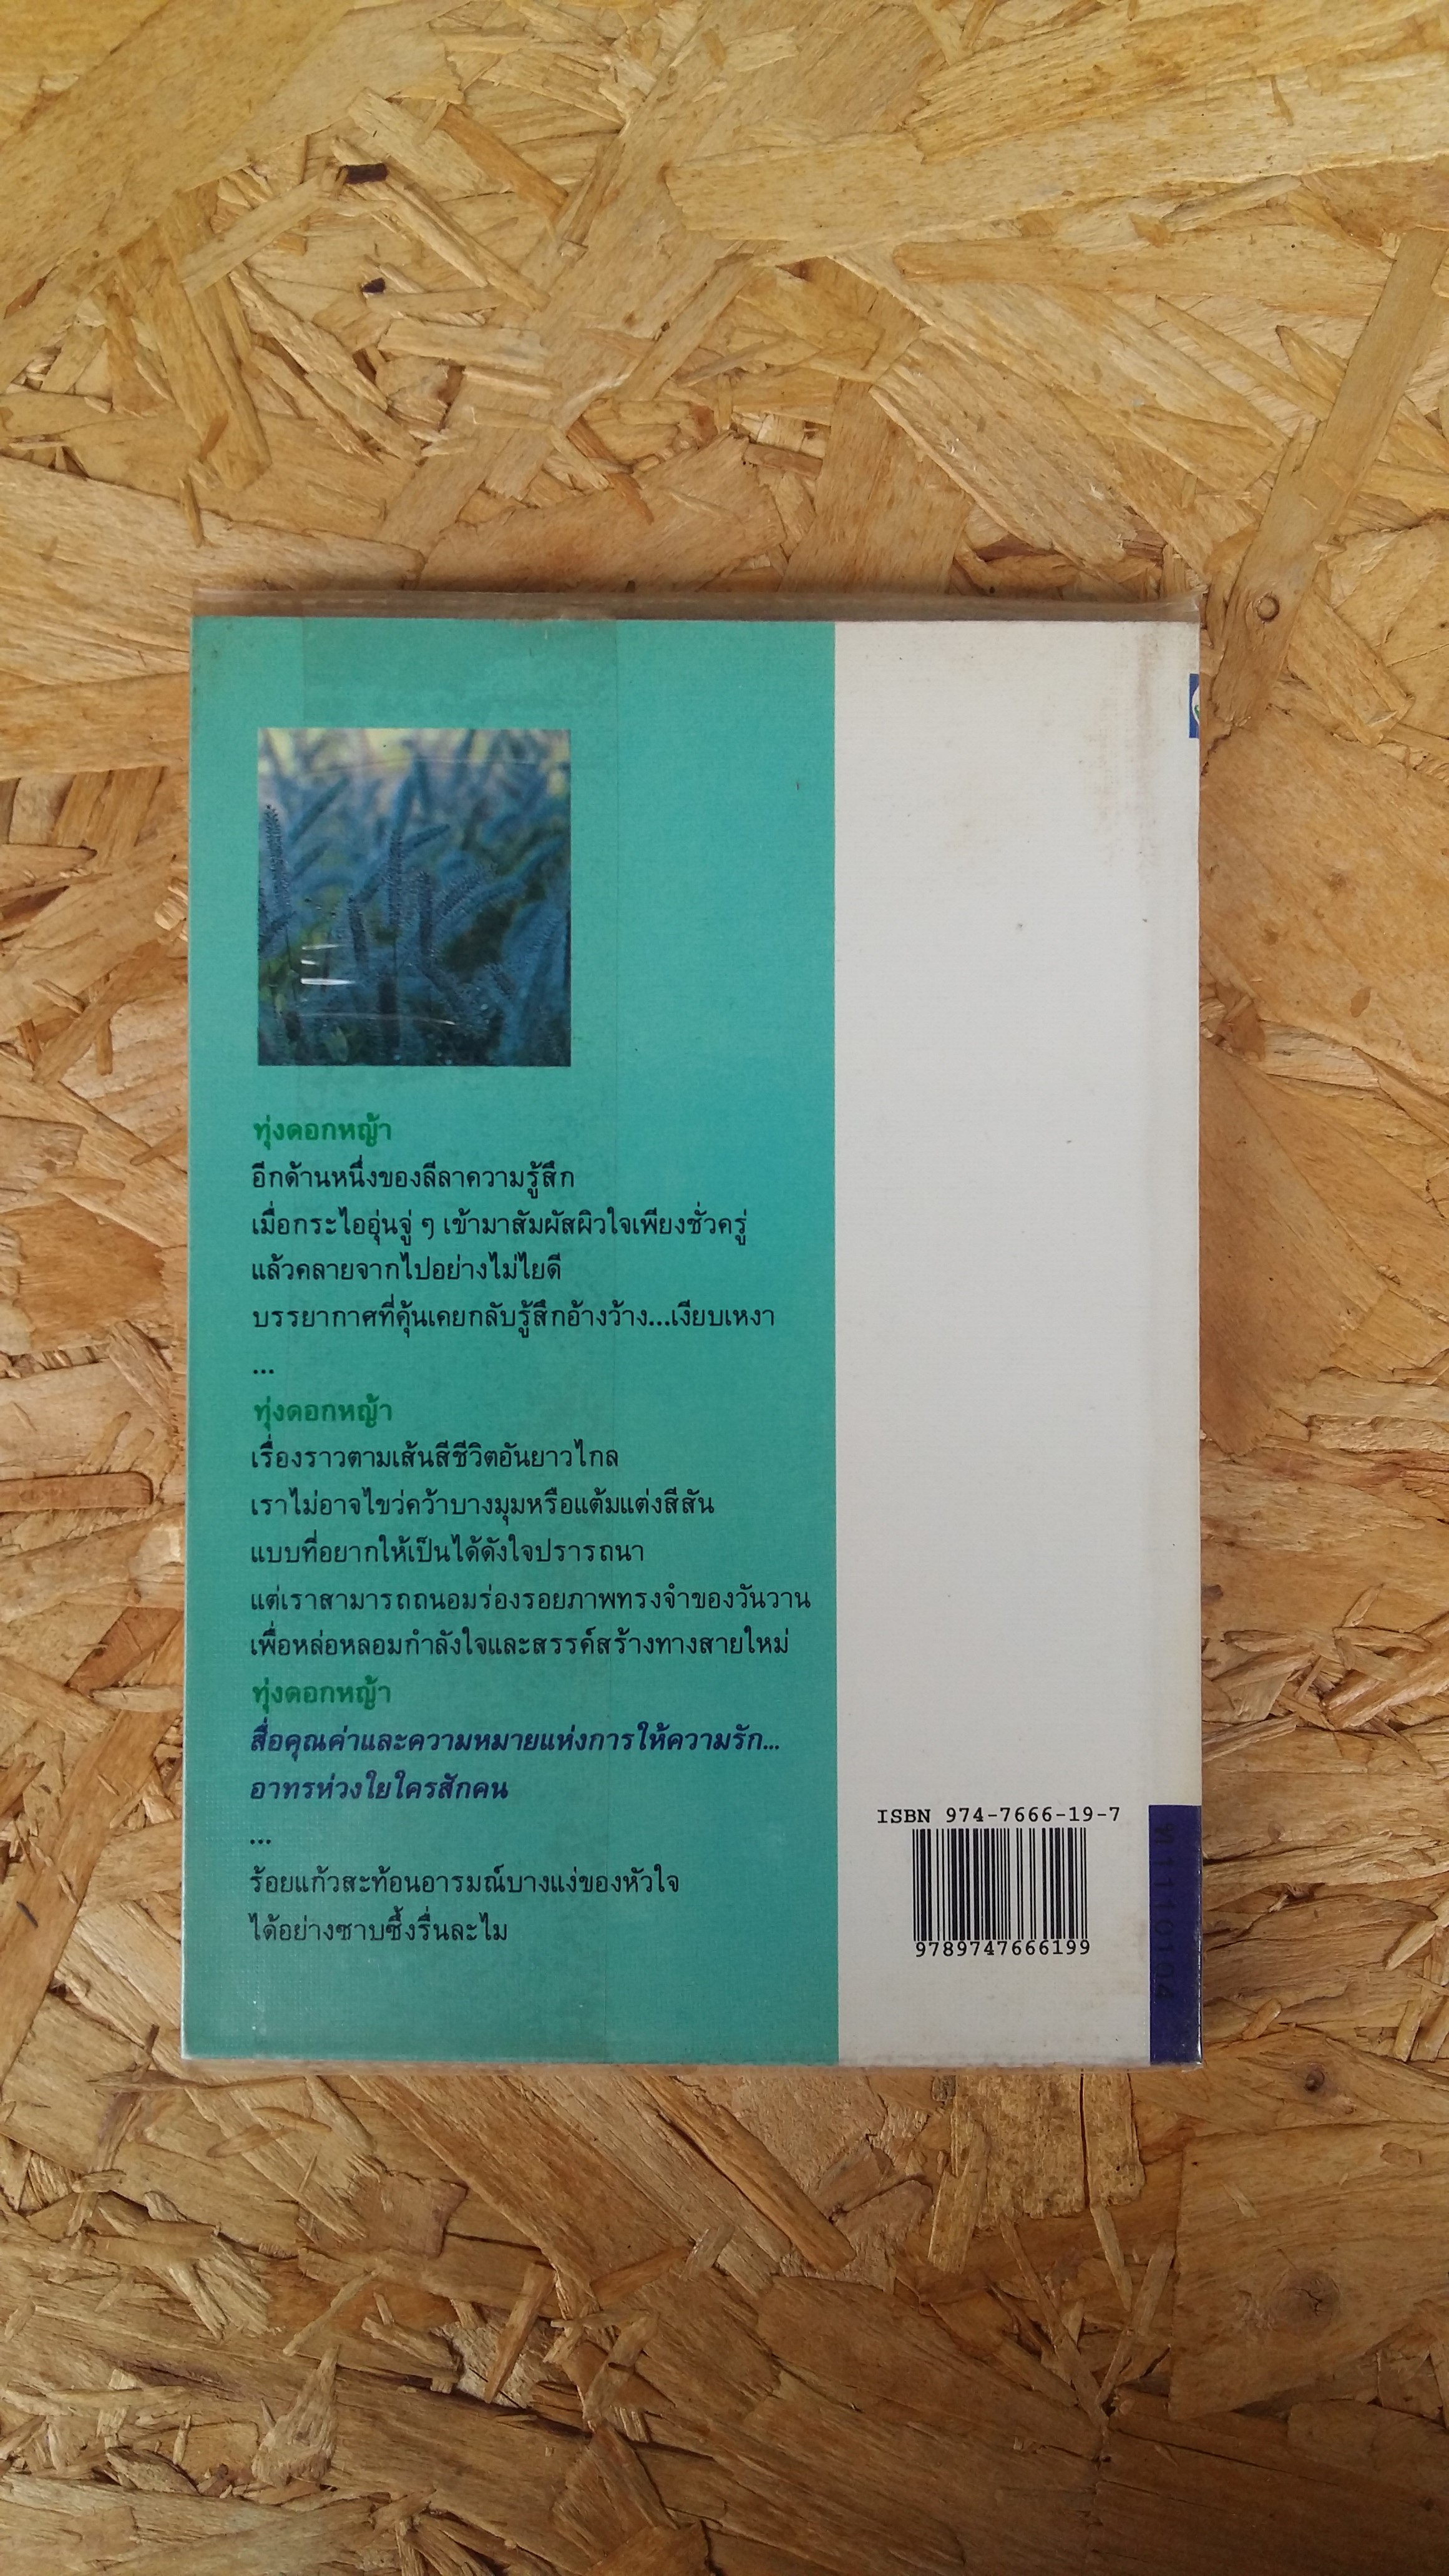 ทุ่งดอกหญ้า
อีกด้านหนึ่งของลีลาความรู้สึก
เมื่อกระไออุ่นจู่ ๆ เข้ามาสัมผัสผิวใจเพียงชั่วครู่
แล้วคลายจากไปอย่างไม่ไยดี
บรรยากาศที่คุ้นเคยกลับรู้สึกอ้างว้าง...เงียบเหงา
...
ทุ่งดอกหญ้า
เรื่องราวตามเส้นสีชีวิตอันยาวไกล
เราไม่อาจไขว่คว้าบางมุมหรือแต้มแต่งสีสัน
แบบที่อยากให้เป็นได้ดังใจปรารถนา
แต่เราสามารถถนอมร่องรอยภาพทรงจำของวันวาน
เพื่อหล่อหลอมกำลังใจและสรรค์สร้างทางสายใหม่
ทุ่งดอกหญ้า
สื่อคุณค่าและความหมายแห่งการให้ความรัก...
อาทรห่วงใยใครสักคน
...
ร้อยแก้วสะท้อนอารมณ์บางแง่ของหัวใจ
ได้อย่างซาบซึ้งรื่นละไม
ISBN 974-7666-19-7
9789747666199